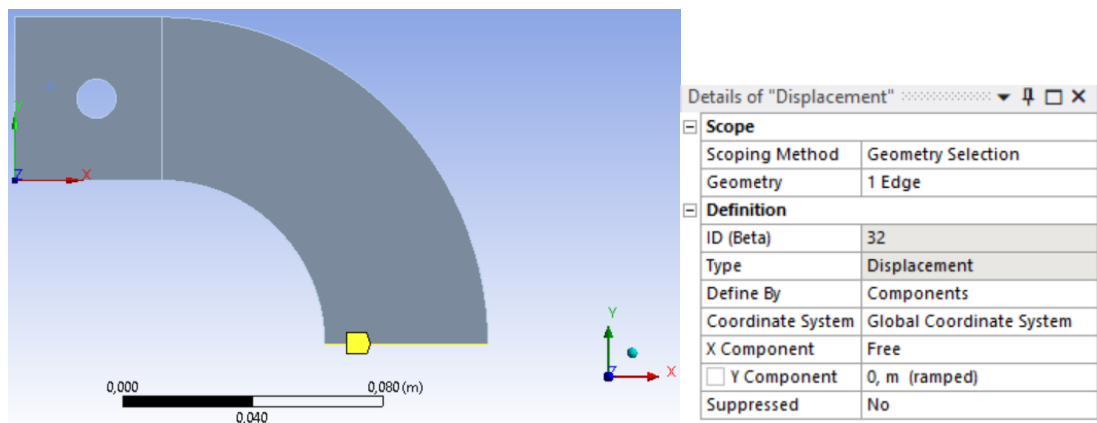 Y
Z X
0,000 0,080 (m)
0,040
Y
Z X
Details of "Displacement"
Scope
Scoping Method Geometry Selection
Geometry 1 Edge
Definition
ID (Beta) 32
Type Displacement
Define By Components
Coordinate System Global Coordinate System
X Component Free
Y Component 0, m (ramped)
Suppressed No